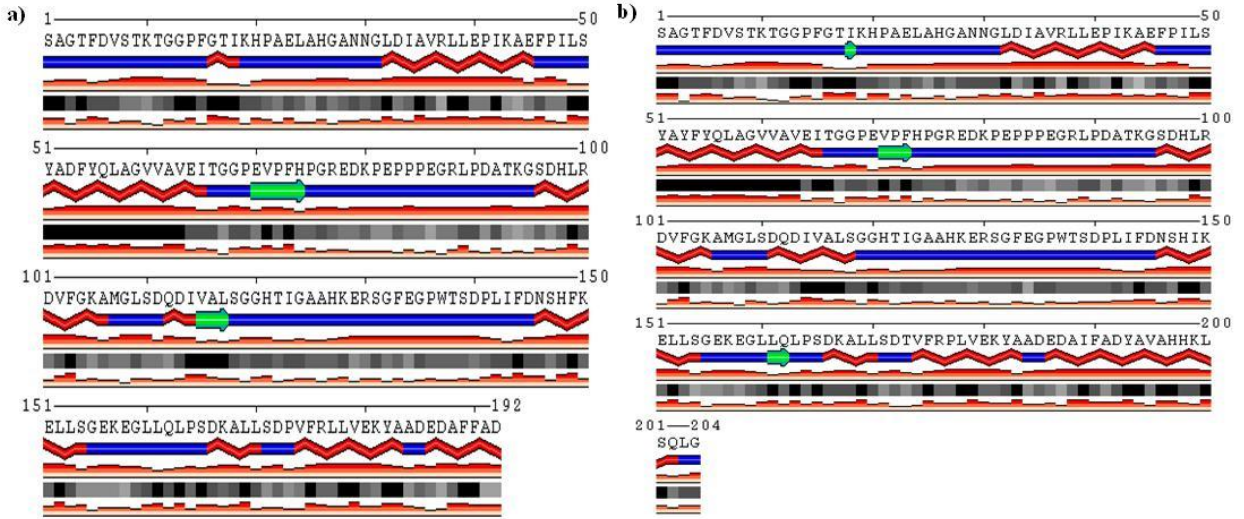 a)
1 50
SAGTFDVSTKTGGPFGTIKHPAELAHGANNGLDIAVRLLEPIKAEFPILS
51 100
YADFYQLAGVVAVEITGGPEVPFHPGREDKPEPPPEGRLPDATKGSDHLR
101 150
DVFGKAMGLSDQDIVALSGGHTIGAAHKERSGFEGPWTSDPLIFDNSHFK
151 192
ELLSGEKEGLLQLPSDKALLSDPVFRLLVEKYAADEDAFFAD
b)
1 50
SAGTFDVSTKTGGPFGTIKHPAELAHGANNGLDIAVRLLEPIKAEFPILS
51 100
YAYFYQLAGVVAVEITGGPEVPFHPGREDKPEPPPEGRLPDATKGSDHLR
101 150
DVFGKAMGLSDQDIVALSGGHTIGAAHKERSGFEGPWTSDPLIFDNSHIK
151 200
ELLSGEKEGLLQLPSDKALLSDTVFRPLVEKYAADEDAIFADYAVAHHKL
201 204
SQLG